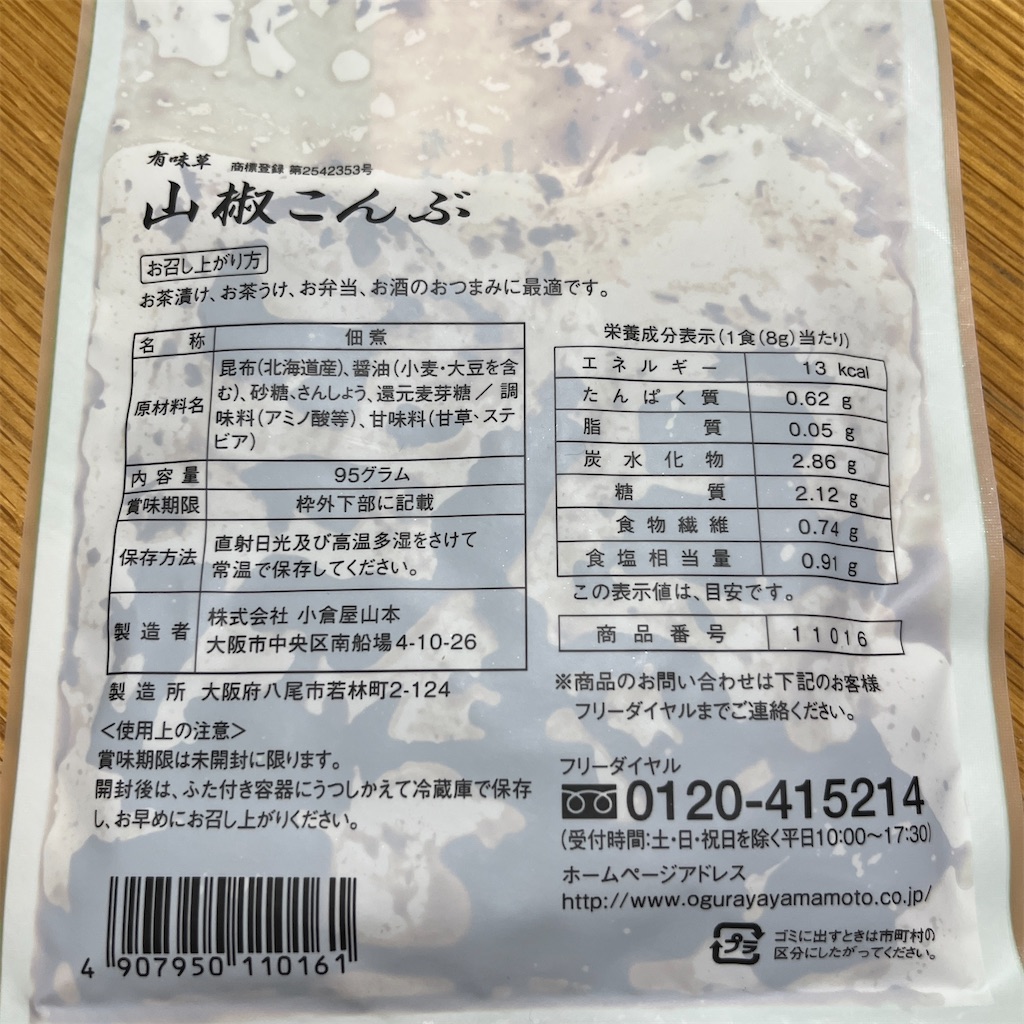 有味草 商標登録 第2542353号
山椒こんぶ
お召し上がり方
お茶漬け、お茶うけ、お弁当、お酒のおつまみに最適です。
名称 佃煮
原材料名 昆布(北海道産)、醤油(小麦・大豆を含
む)、砂糖、さんしょう、還元麦芽糖／調
味料(アミノ酸等)、甘味料(甘草、ステ
ビア)
内容量 95グラム
賞味期限 枠外下部に記載
保存方法 直射日光及び高温多湿をさけて
常温で保存してください。
製造者 株式会社 小倉屋山本
大阪市中央区南船場4-10-26
製造所 大阪府八尾市若林町2-124
＜使用上の注意＞
賞味期限は未開封に限ります。
開封後は、ふた付き容器にうつしかえて冷蔵庫で保存
し、お早めにお召し上がりください。
4 907950 110161
栄養成分表示(1食(8g)当たり)
エネルギー 13 kcal
たんぱく質 0.62 g
脂質 0.05 g
炭水化物 2.86 g
糖質 2.12 g
食物繊維 0.74 g
食塩相当量 0.91 g
この表示値は、目安です。
商品番号 11016
※商品のお問い合わせは下記のお客様
フリーダイヤルまでご連絡ください。
フリーダイヤル
0120-415214
(受付時間:土・日・祝日を除く平日10:00～17:30)
ホームページアドレス
http://www.ogurayayamamoto.co.jp/
プラ ゴミに出すときは市町村の
区分にしたがってください。